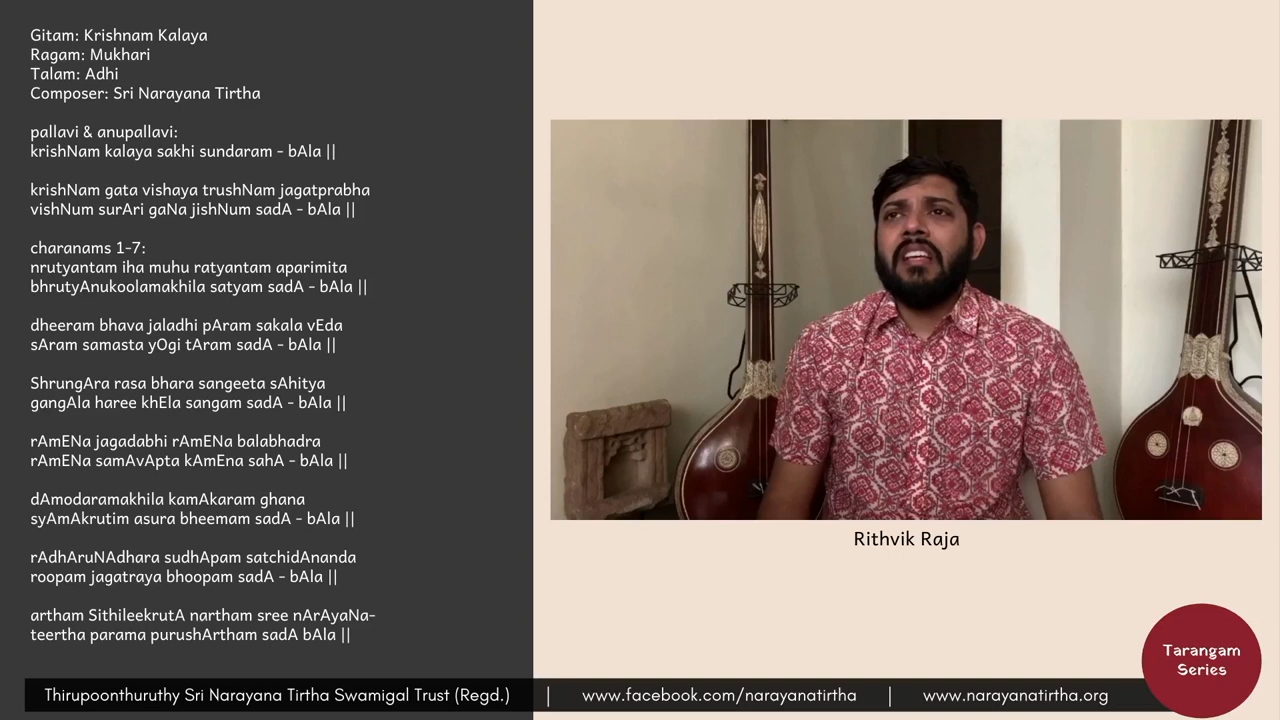 Gitam: Krishnam Kalaya
Ragam: Mukhari
Talam: Adhi
Composer: Sri Narayana Tirtha
pallavi & anupallavi:
krishNam kalaya sakhi sundaram - bAla ||
krishNam gata vishaya trushNam jagatprabha
vishNum surAri gaNa jishNum sadA - bAla ||
charanams 1-7:
nrutyantam iha muhu ratyantam aparimita
bhrutyAnukoolamakhila satyam sadA - bAla ||
dheeram bhava jaladhi pAram sakala vEda
sAram samasta yOgi tAram sadA - bAla ||
ShrungAra rasa bhara sangeeta sAhitya
gangAla haree khEla sangam sadA - bAla ||
rAmENa jagadabhi rAmENa balabhadra
rAmENa samAvApta kAmEna sahA - bAla ||
dAmodaramakhila kamAkaram ghana
syAmAkrutim asura bheemam sadA - bAla ||
rAdhAruNAdhara sudhApam satchidAnanda
roopam jagatraya bhoopam sadA - bAla ||
artham SithileekrutA nartham sree nArAyaNa-
teertha parama purushArtham sadA bAla ||
Rithvik Raja
Tarangam
Series
Thirupoonthuruthy Sri Narayana Tirtha Swamigal Trust (Regd.) | www.facebook.com/narayanatirtha | www.narayanatirtha.org